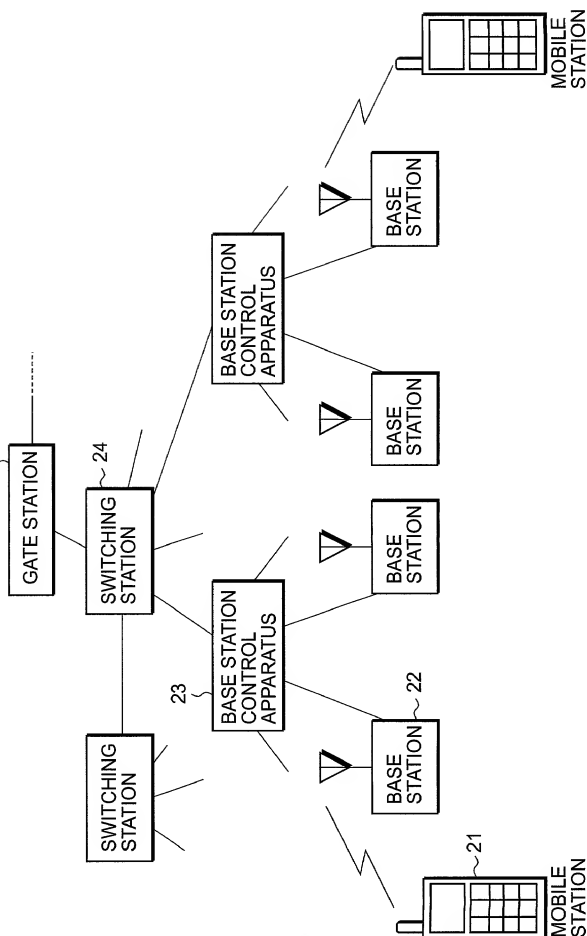 GATE STATION
SWITCHING
STATION
SWITCHING
STATION
24
23
BASE STATION
CONTROL
APPARATUS
BASE STATION
CONTROL
APPARATUS
BASE
STATION
22
BASE
STATION
BASE
STATION
BASE
STATION
21
MOBILE
STATION
MOBILE
STATION